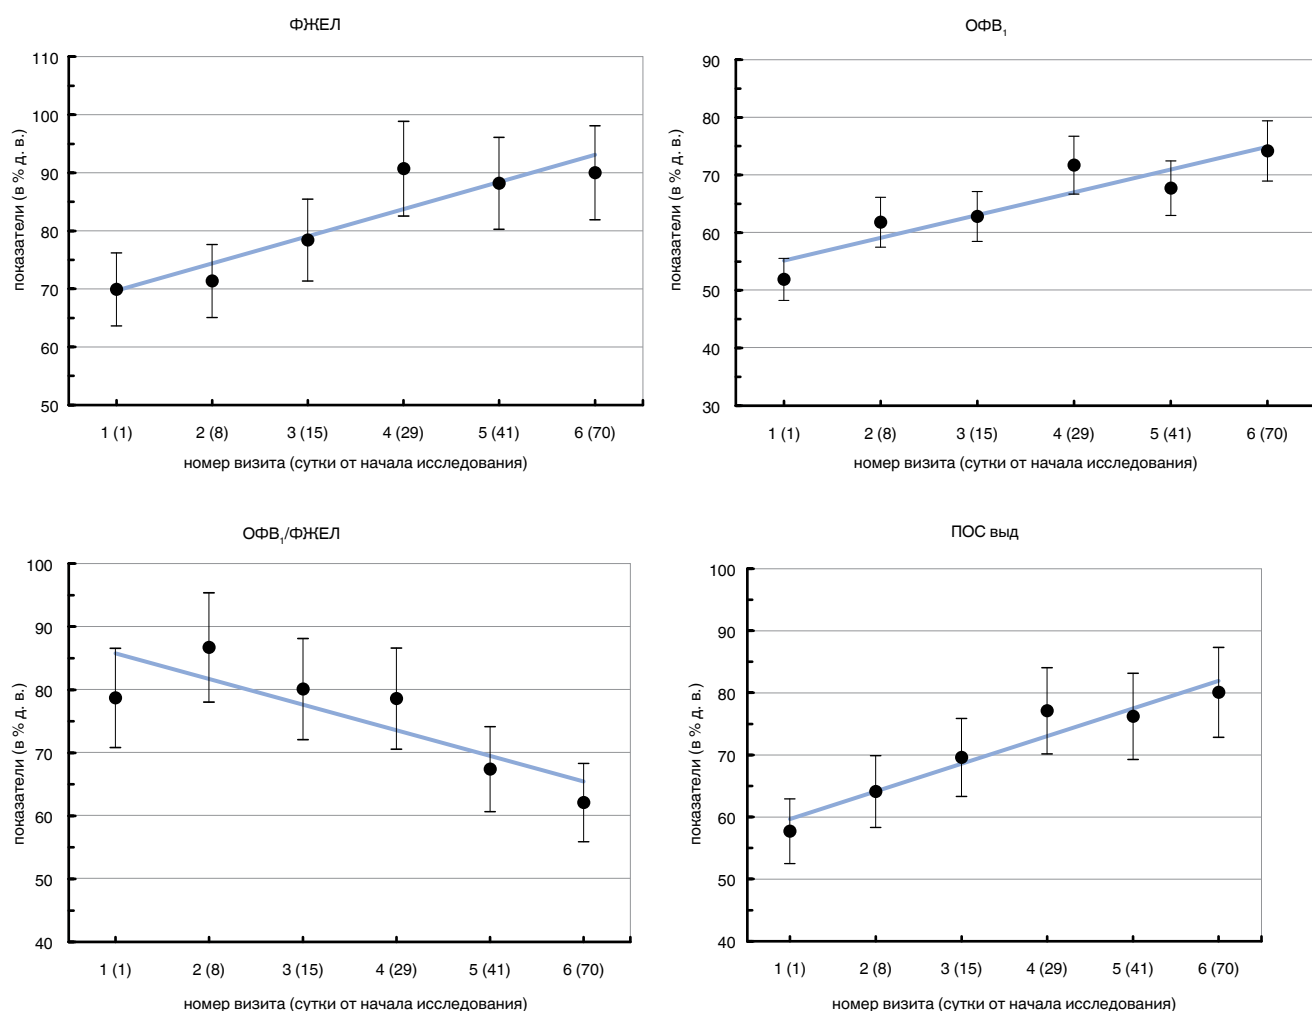 ФЖЕЛ
показатели (в % д. в.)
110
100
90
80
70
60
50
1 (1) 2 (8) 3 (15) 4 (29) 5 (41) 6 (70)
номер визита (сутки от начала исследования)
ОФВ₁
показатели (в % д. в.)
90
80
70
60
50
40
30
1 (1) 2 (8) 3 (15) 4 (29) 5 (41) 6 (70)
номер визита (сутки от начала исследования)
ОФВ₁/ФЖЕЛ
показатели (в % д. в.)
100
90
80
70
60
50
40
1 (1) 2 (8) 3 (15) 4 (29) 5 (41) 6 (70)
номер визита (сутки от начала исследования)
ПОС выд
показатели (в % д. в.)
100
90
80
70
60
50
40
1 (1) 2 (8) 3 (15) 4 (29) 5 (41) 6 (70)
номер визита (сутки от начала исследования)